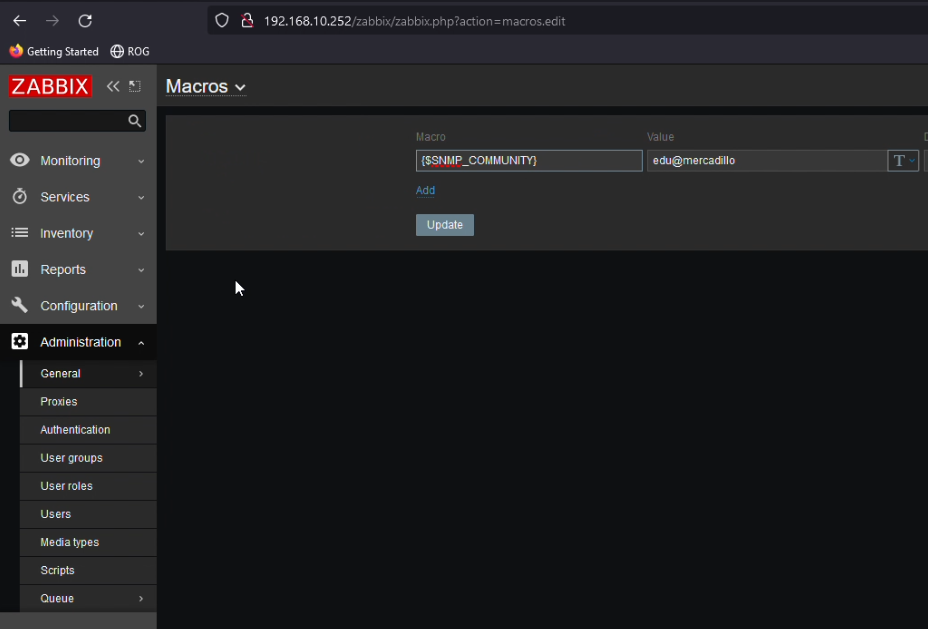 192.168.10.252/zabbix/zabbix.php?action=macros.edit
Getting Started ROG
ZABBIX
Macros
Macro Value
{$SNMP_COMMUNITY} edu@mercadillo T
Add
Update
Monitoring
Services
Inventory
Reports
Configuration
Administration
General
Proxies
Authentication
User groups
User roles
Users
Media types
Scripts
Queue